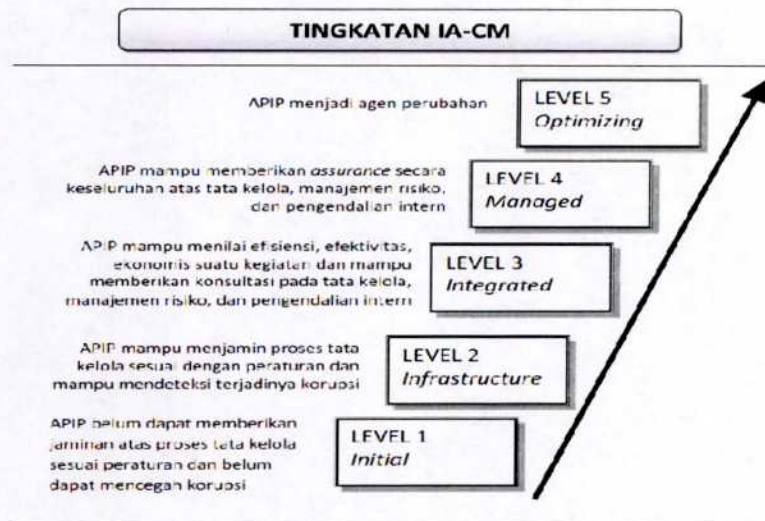 TINGKATAN IA-CM
APIP menjadi agen perubahan
LEVEL 5
Optimizing
APIP mampu memberikan assurance secara
keseluruhan atas tata kelola, manajemen risiko,
dan pengendalian intern
LEVEL 4
Managed
APIP mampu menilai efisiensi, efektivitas,
ekonomis suatu kegiatan dan mampu
memberikan konsultasi pada tata kelola,
manajemen risiko, dan pengendalian intern
LEVEL 3
Integrated
APIP mampu menjamin proses tata
kelola sesuai dengan peraturan dan
mampu mendeteksi terjadinya korupsi
LEVEL 2
Infrastructure
APIP belum dapat memberikan
jaminan atas proses tata kelola
sesuai peraturan dan belum
dapat mencegah korupsi
LEVEL 1
Initial